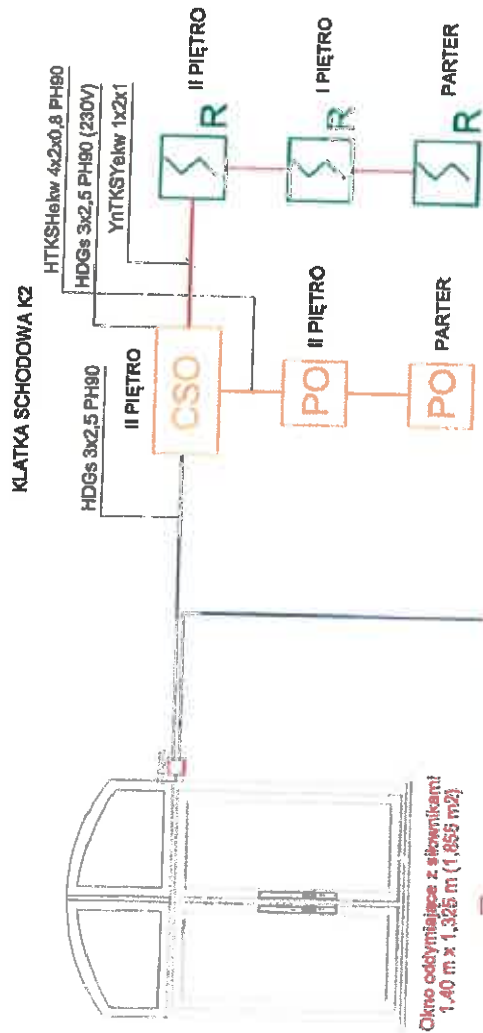 KLATKA SCHODOWA K2
HTKSHekw 4x2x0,8 PH90
HDGs 3x2,5 PH90 (230V)
YnTKSYekw 1x2x1
HDGs 3x2,5 PH90
II PIĘTRO
CSO
II PIĘTRO
R
I PIĘTRO
R
PARTER
R
II PIĘTRO
PO
PARTER
PO
Okno oddymiające z siłownikami
1,40 m x 1,325 m (1,855 m2)